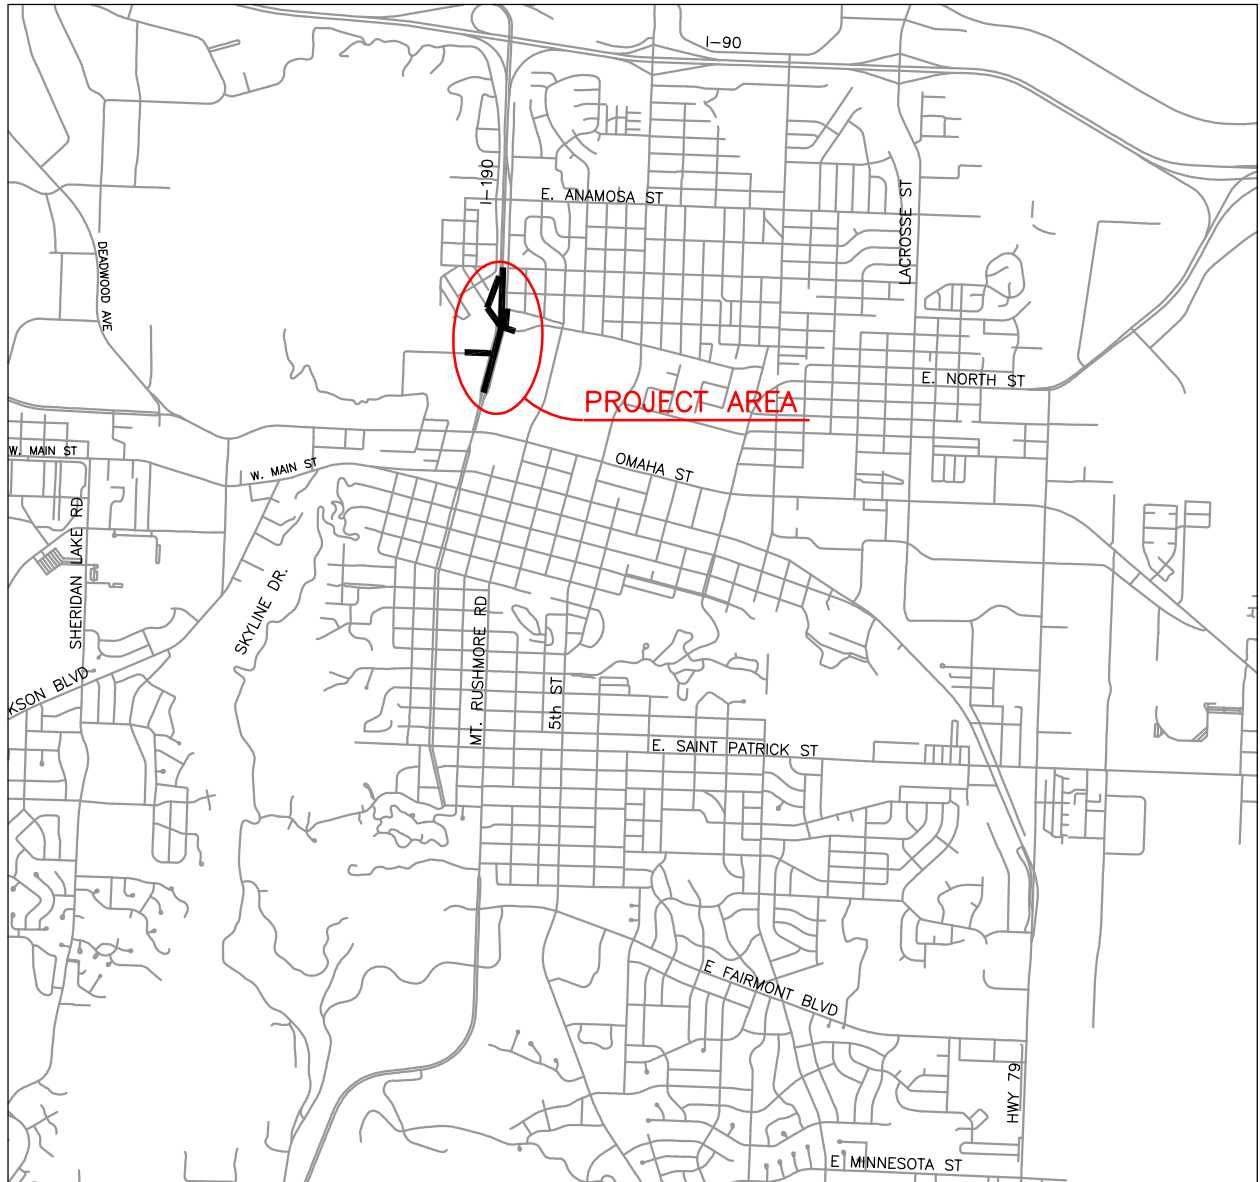 I-90
I-190
E. ANAMOSA ST
LACROSSE ST
DEADWOOD AVE
E. NORTH ST
PROJECT AREA
W. MAIN ST
W. MAIN ST
OMAHA ST
SHERIDAN LAKE RD
SKYLINE DR.
MT. RUSHMORE RD
KSON BLVD
5th ST
E. SAINT PATRICK ST
E FAIRMONT BLVD
HWY 79
E MINNESOTA ST